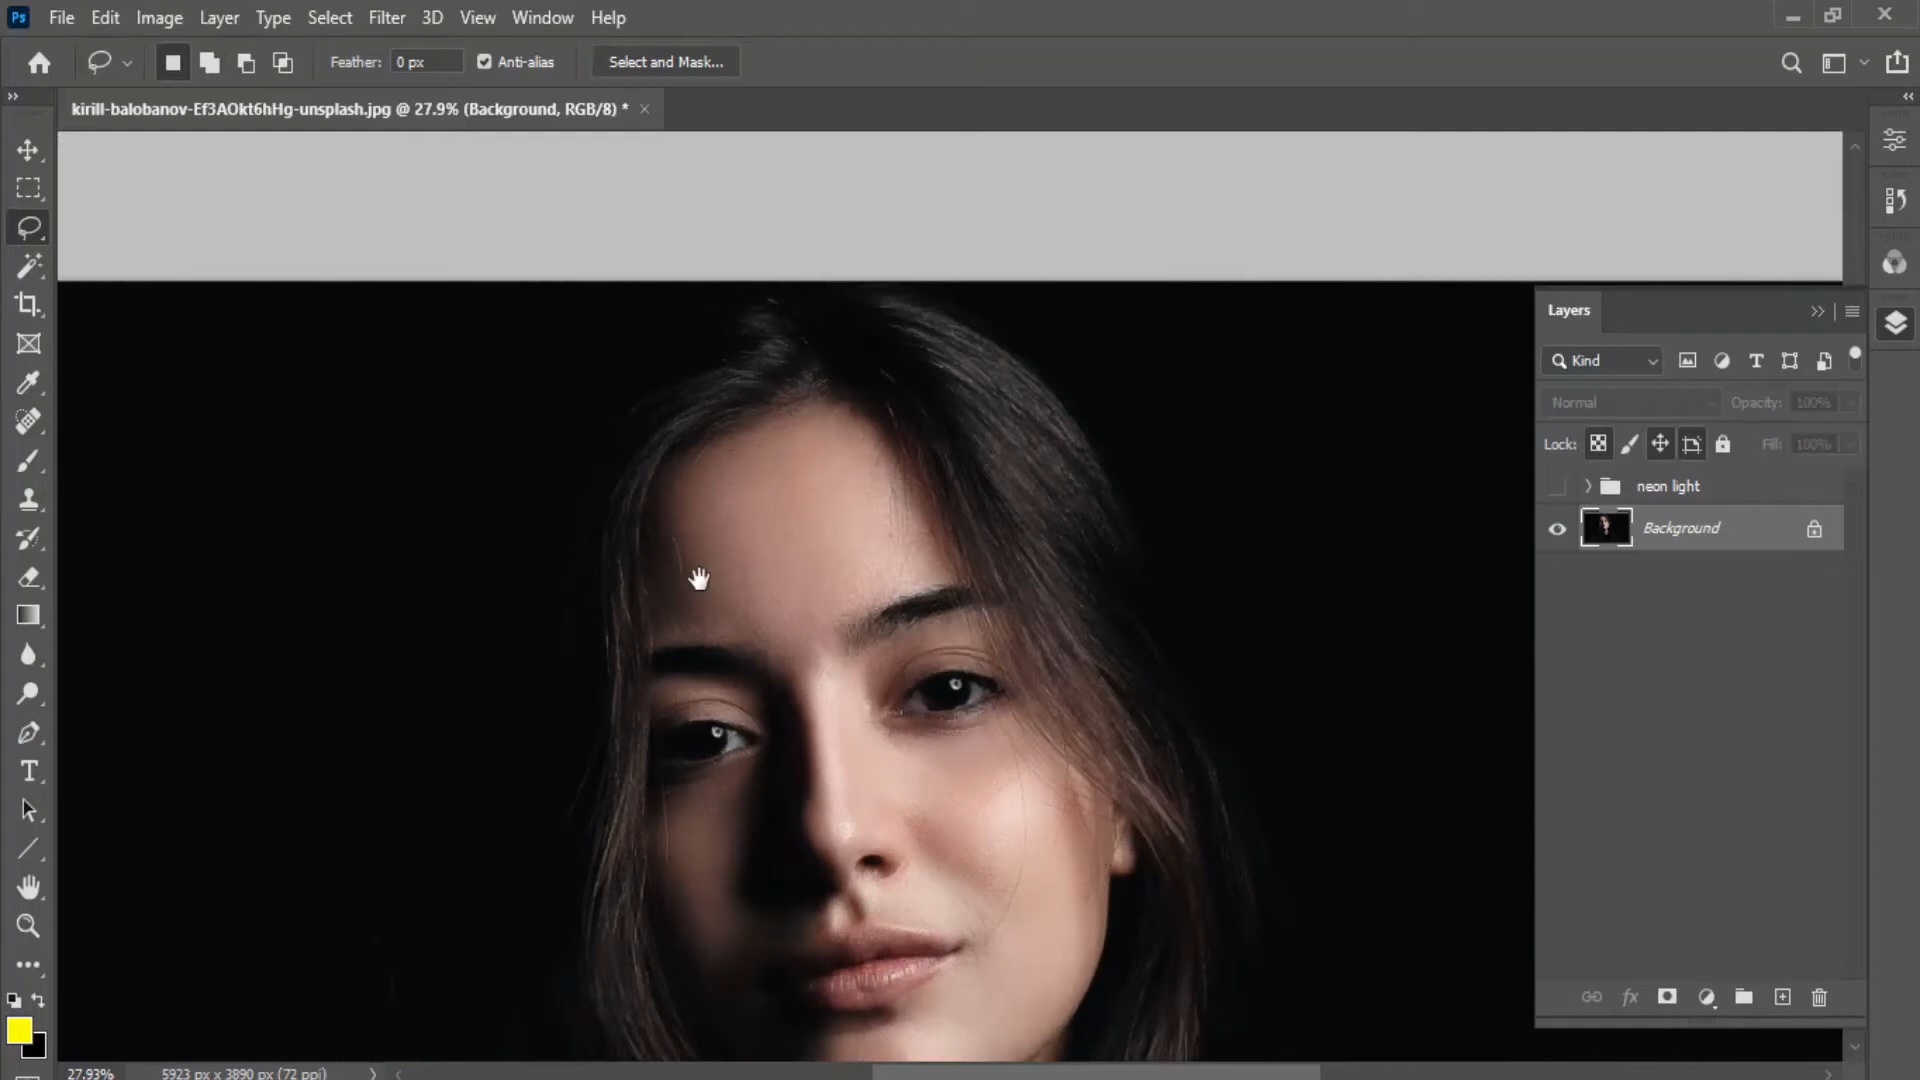 Ps File Edit Image Layer Type Select Filter 3D View Window Help
Feather: 0 px Anti-alias Select and Mask...
kirill-balobanov-Ef3AOkt6hHg-unsplash.jpg @ 27.9% (Background, RGB/8) *
Layers
Kind
Normal Opacity: 100%
Lock: Fill: 100%
neon light
Background
fx
27.93% 5923 px x 3890 px (72 ppi)